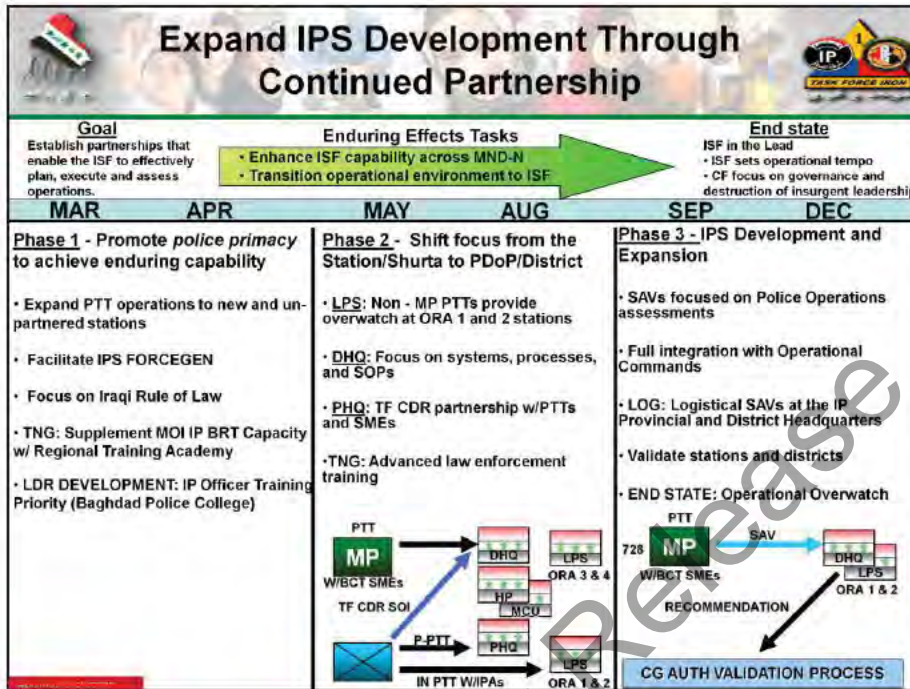 Expand IPS Development Through
Continued Partnership
IP
1
TASK FORCE IRON
Goal
Establish partnerships that
enable the ISF to effectively
plan, execute and assess
operations.
Enduring Effects Tasks
• Enhance ISF capability across MND-N
• Transition operational environment to ISF
End state
ISF in the Lead
• ISF sets operational tempo
• CF focus on governance and
destruction of insurgent leadership
MAR APR MAY AUG SEP DEC
Phase 1 - Promote police primacy
to achieve enduring capability
• Expand PTT operations to new and un-
partnered stations
• Facilitate IPS FORCEGEN
• Focus on Iraqi Rule of Law
• TNG: Supplement MOI IP BRT Capacity
w/ Regional Training Academy
• LDR DEVELOPMENT: IP Officer Training
Priority (Baghdad Police College)
Phase 2 - Shift focus from the
Station/Shurta to PDoP/District
• LPS: Non - MP PTTs provide
overwatch at ORA 1 and 2 stations
• DHQ: Focus on systems, processes,
and SOPs
• PHQ: TF CDR partnership w/PTTs
and SMEs
•TNG: Advanced law enforcement
training
PTT
MP
W/BCT SMEs
DHQ
LPS
ORA 3 & 4
TF CDR SOI
HP
MCU
P-PTT
PHQ
LPS
IN PTT W/IPAs
ORA 1 & 2
Phase 3 - IPS Development and
Expansion
• SAVs focused on Police Operations
assessments
• Full integration with Operational
Commands
• LOG: Logistical SAVs at the IP
Provincial and District Headquarters
• Validate stations and districts
• END STATE: Operational Overwatch
PTT
728
MP
SAV
W/BCT SMEs
DHQ
LPS
ORA 1 & 2
RECOMMENDATION
CG AUTH VALIDATION PROCESS
Release